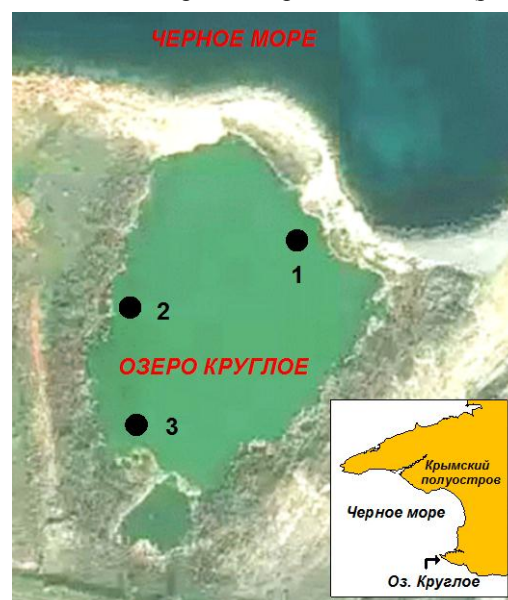 ЧЕРНОЕ МОРЕ
1
2
ОЗЕРО КРУГЛОЕ
3
Крымский
полуостров
Черное море
Оз. Круглое